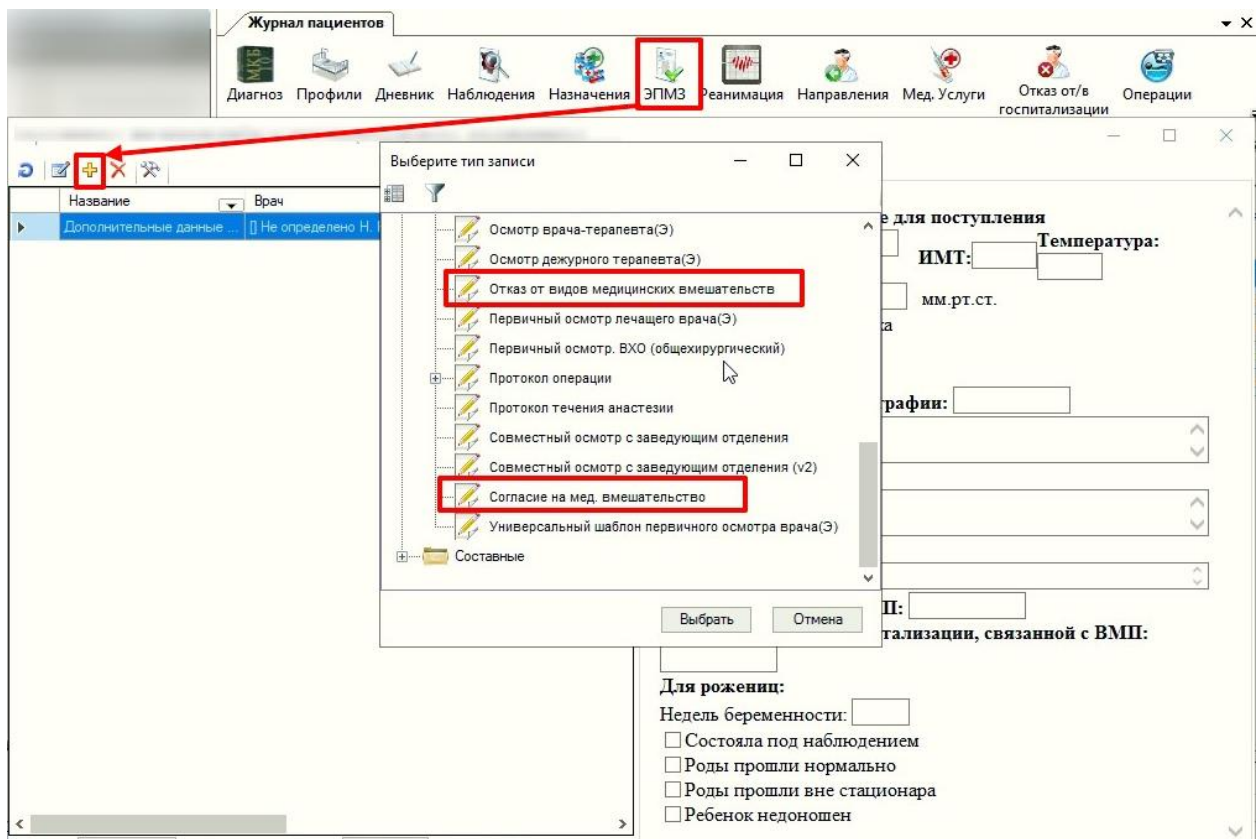 Журнал пациентов
МКБ 10
Диагноз Профили Дневник Наблюдения Назначения ЭПМЗ Реанимация Направления Мед. Услуги Отказ от/в госпитализации Операции
Выберите тип записи
Название Врач
Дополнительные данные ... [] Не определено Н.
Осмотр врача-терапевта(Э)
Осмотр дежурного терапевта(Э)
Отказ от видов медицинских вмешательств
Первичный осмотр лечащего врача(Э)
Первичный осмотр. ВХО (общехирургический)
Протокол операции
Протокол течения анастезии
Совместный осмотр с заведующим отделения
Совместный осмотр с заведующим отделения (v2)
Согласие на мед. вмешательство
Универсальный шаблон первичного осмотра врача(Э)
Составные
Выбрать Отмена
е для поступления
ИМТ: Температура:
мм.рт.ст.
ка
рафии:
П:
тализации, связанной с ВМП:
Для рожениц:
Недель беременности:
Состояла под наблюдением
Роды прошли нормально
Роды прошли вне стационара
Ребенок недоношен